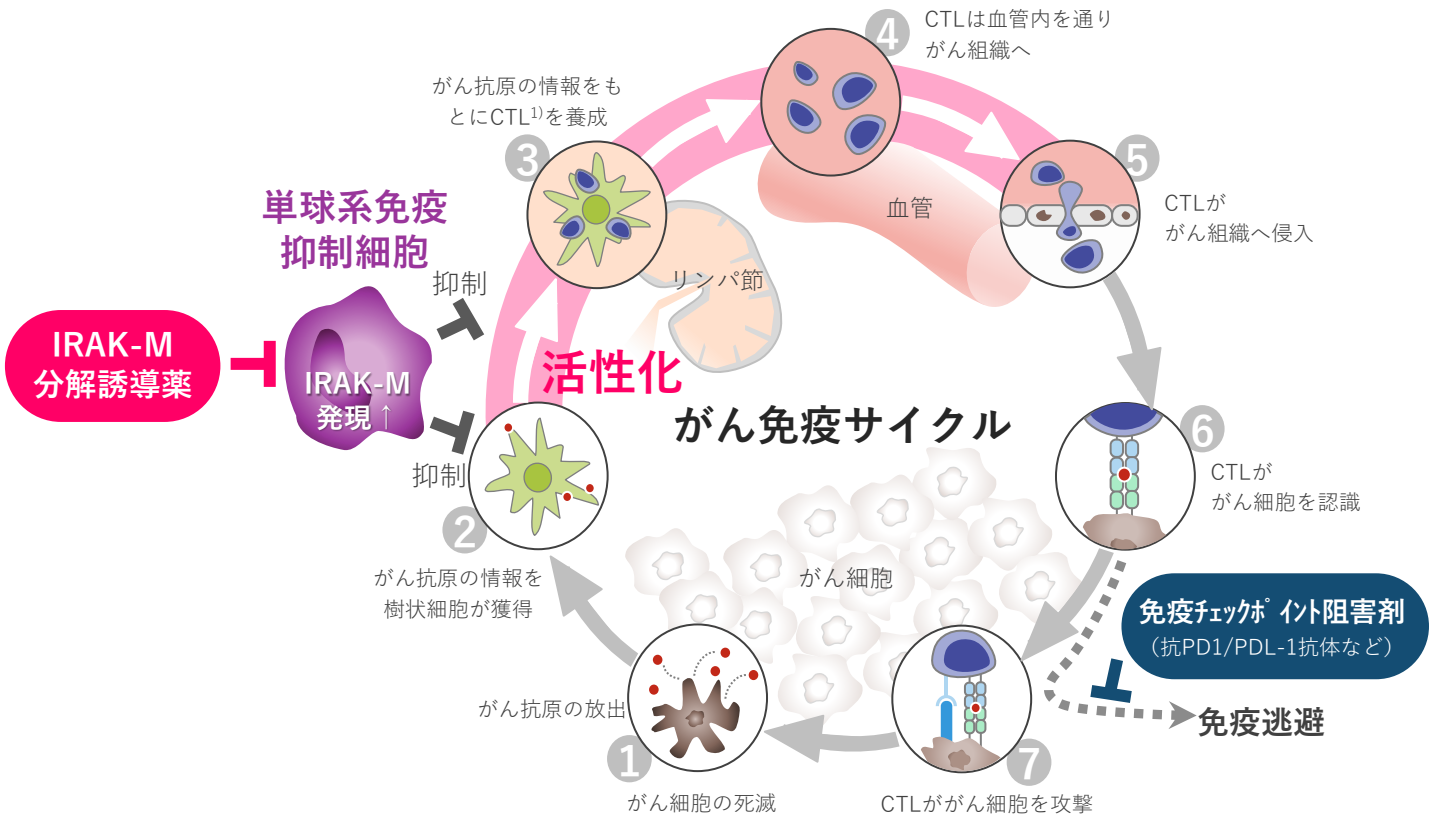 4
CTLは血管内を通り
がん組織へ
がん抗原の情報をも
とにCTL1)を養成
3
5
CTLが
がん組織へ侵入
血管
単球系免疫
抑制細胞
抑制
リンパ節
IRAK-M
分解誘導薬
IRAK-M
発現↑
活性化
がん免疫サイクル
抑制
2
がん抗原の情報を
樹状細胞が獲得
6
CTLが
がん細胞を認識
がん細胞
免疫ﾁｪｯｸﾎﾟｲﾝﾄ阻害剤
(抗PD1/PDL-1抗体など)
免疫逃避
がん抗原の放出
1
がん細胞の死滅
7
CTLががん細胞を攻撃